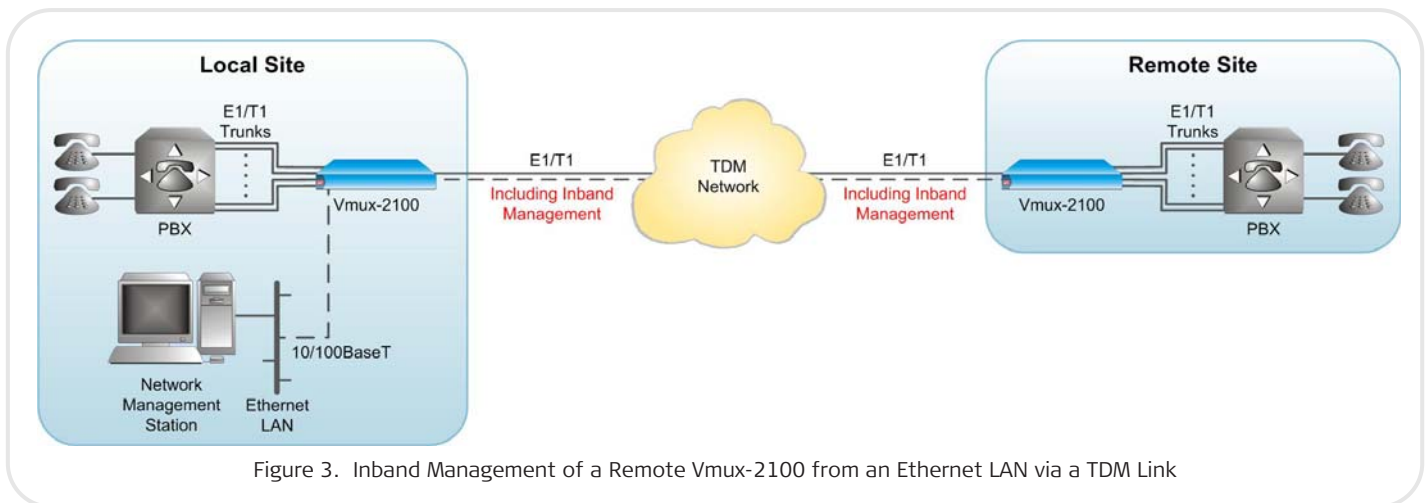 Local Site
E1/T1
Trunks
PBX
Vmux-2100
10/100BaseT
Network
Management
Station
Ethernet
LAN
E1/T1
Including Inband
Management
TDM
Network
E1/T1
Including Inband
Management
Remote Site
E1/T1
Trunks
Vmux-2100
PBX
Figure 3. Inband Management of a Remote Vmux-2100 from an Ethernet LAN via a TDM Link